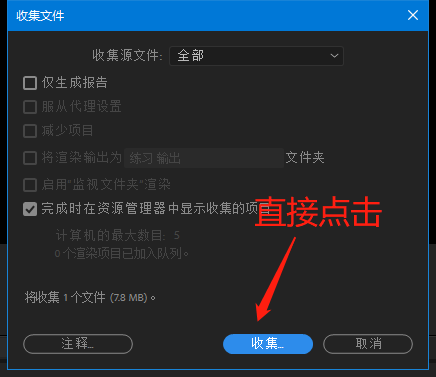 收集文件
收集源文件: 全部
仅生成报告
服从代理设置
减少项目
将渲染输出为 练习 输出 文件夹
启用"监视文件夹"渲染
完成时在资源管理器中显示收集的项目
直接点击
计算机的最大数目: 5
0 个渲染项目已加入队列。
将收集 1 个文件 (7.8 MB)。
注释... 收集... 取消